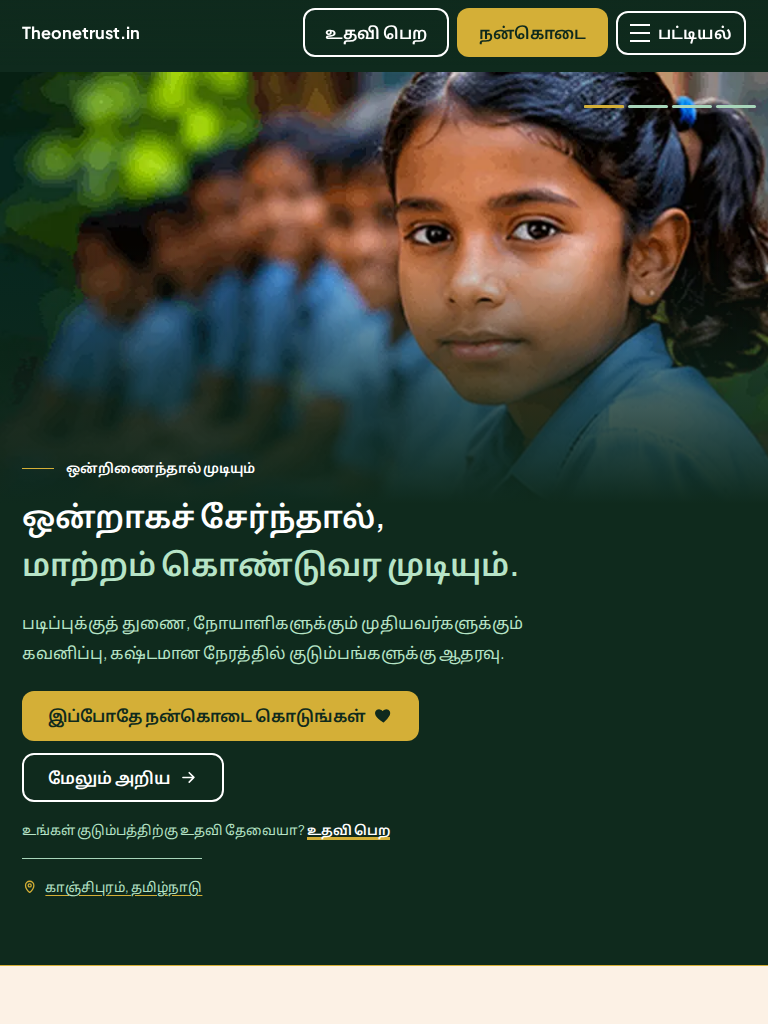 Theonetrust.in
உதவி பெற
நன்கொடை
பட்டியல்
ஒன்றிணைந்தால் முடியும்
ஒன்றாகச் சேர்ந்தால்,
மாற்றம் கொண்டுவர முடியும்.
படிப்புக்குத் துணை, நோயாளிகளுக்கும் முதியவர்களுக்கும்
கவனிப்பு, கஷ்டமான நேரத்தில் குடும்பங்களுக்கு ஆதரவு.
இப்போதே நன்கொடை கொடுங்கள்
மேலும் அறிய
உங்கள் குடும்பத்திற்கு உதவி தேவையா? உதவி பெற
காஞ்சிபுரம், தமிழ்நாடு